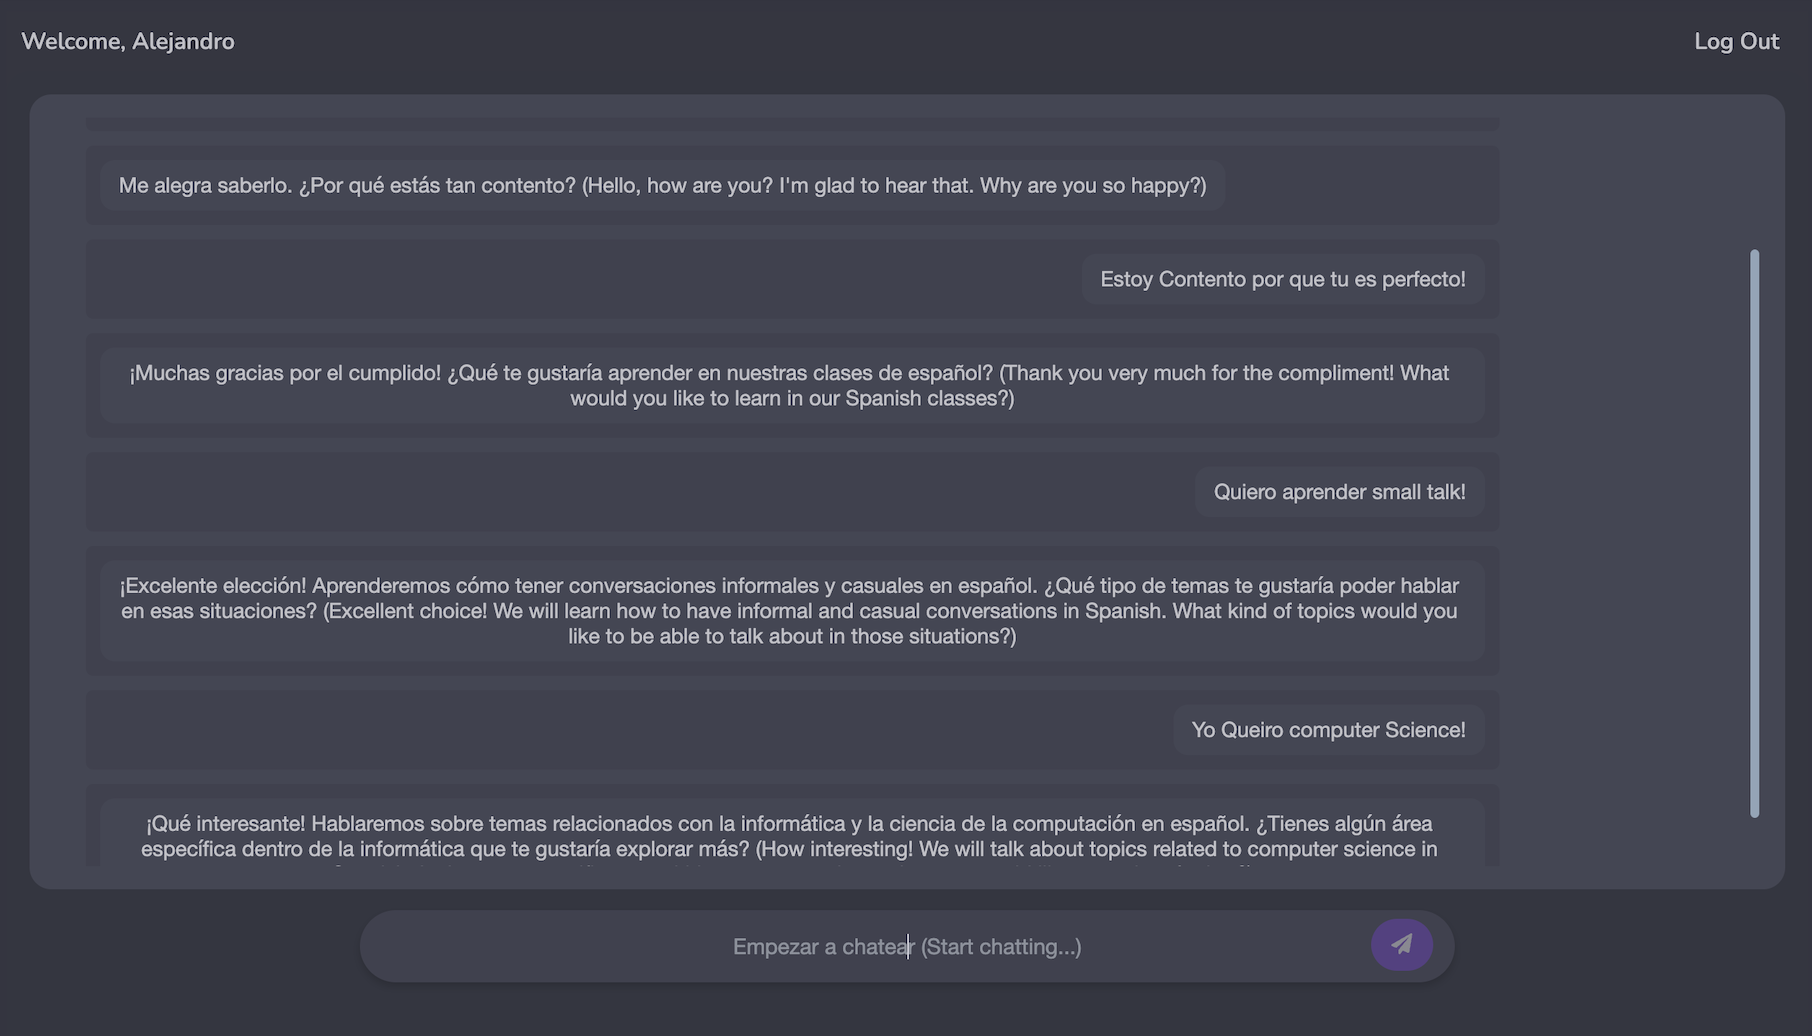 Welcome, Alejandro
Log Out
Me alegra saberlo. ¿Por qué estás tan contento? (Hello, how are you? I'm glad to hear that. Why are you so happy?)
Estoy Contento por que tu es perfecto!
¡Muchas gracias por el cumplido! ¿Qué te gustaría aprender en nuestras clases de español? (Thank you very much for the compliment! What
would you like to learn in our Spanish classes?)
Quiero aprender small talk!
¡Excelente elección! Aprenderemos cómo tener conversaciones informales y casuales en español. ¿Qué tipo de temas te gustaría poder hablar
en esas situaciones? (Excellent choice! We will learn how to have informal and casual conversations in Spanish. What kind of topics would you
like to be able to talk about in those situations?)
Yo Queiro computer Science!
¡Qué interesante! Hablaremos sobre temas relacionados con la informática y la ciencia de la computación en español. ¿Tienes algún área
específica dentro de la informática que te gustaría explorar más? (How interesting! We will talk about topics related to computer science in
Empezar a chatear (Start chatting...)